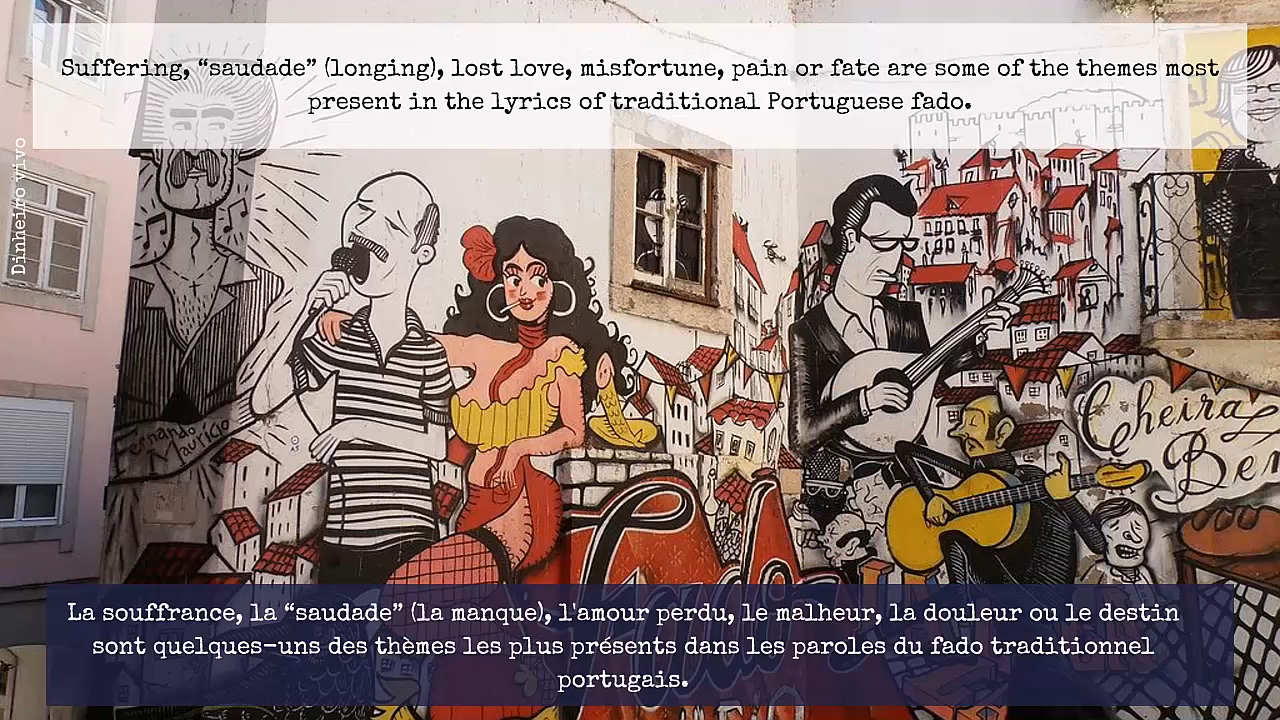 Suffering, “saudade” (longing), lost love, misfortune, pain or fate are some of the themes most
present in the lyrics of traditional Portuguese fado.
Dinheiro vivo
Fernando
Maurício
Cheira
Bem
Fado
La souffrance, la “saudade” (la manque), l'amour perdu, le malheur, la douleur ou le destin
sont quelques-uns des thèmes les plus présents dans les paroles du fado traditionnel
portugais.